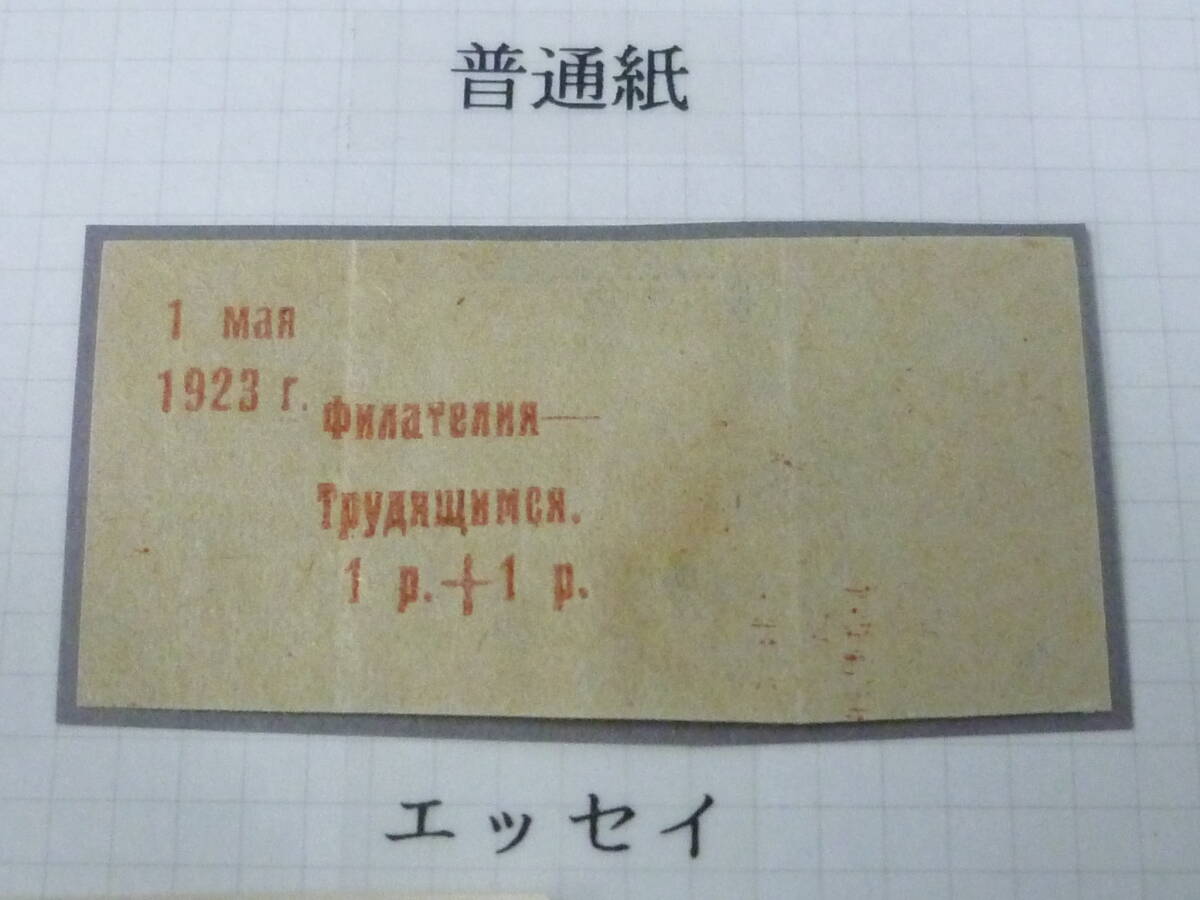 普通紙
1 мая
1923 г.
Филателия—
Трудящимся.
1 р.+1 р.
エッセイ